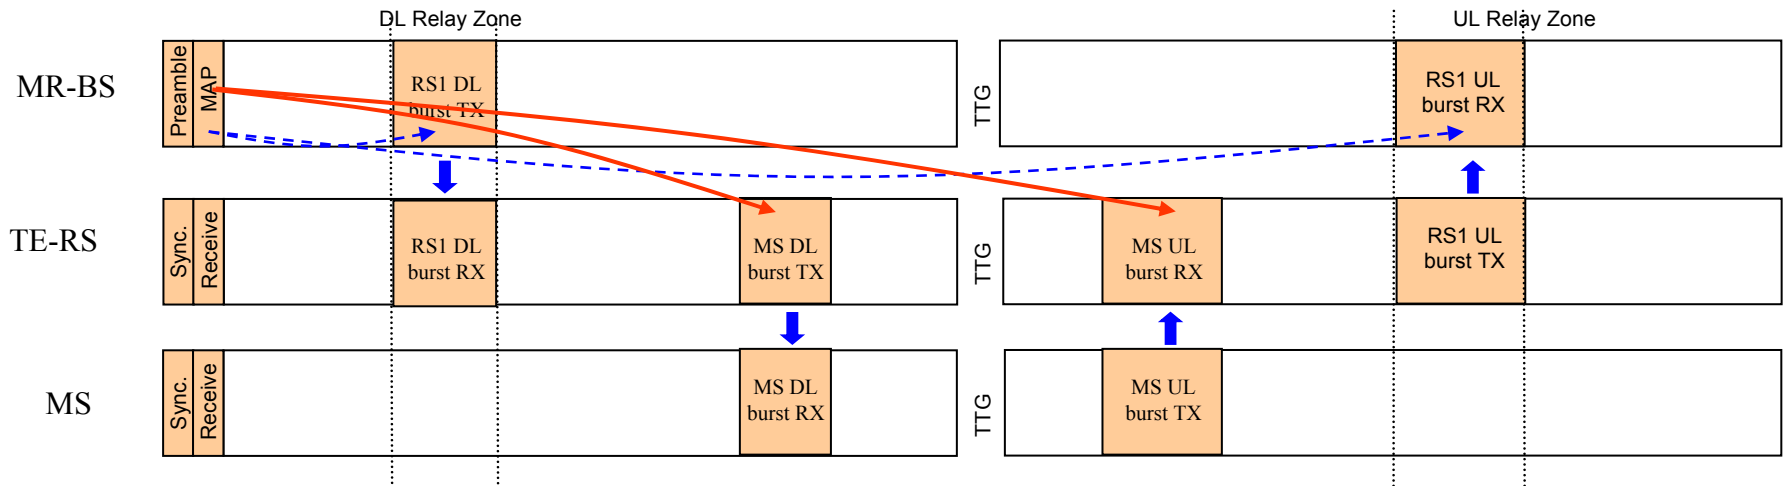 DL Relay Zone
UL Relay Zone
MR-BS
Preamble
MAP
RS1 DL
burst TX
TTG
RS1 UL
burst RX
TE-RS
Sync.
Receive
RS1 DL
burst RX
MS DL
burst TX
TTG
MS UL
burst RX
RS1 UL
burst TX
MS
Sync.
Receive
MS DL
burst RX
TTG
MS UL
burst TX